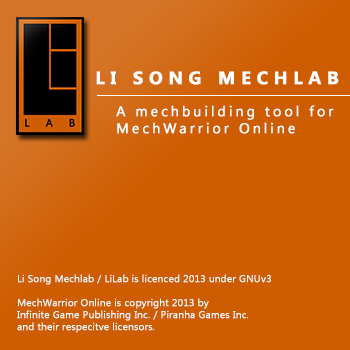 LAB
LI SONG MECHLAB
A mechbuilding tool for
MechWarrior Online
Li Song Mechlab / LiLab is licenced 2013 under GNUv3
MechWarrior Online is copyright 2013 by
Infinite Game Publishing Inc. / Piranha Games Inc.
and their respecitve licensors.